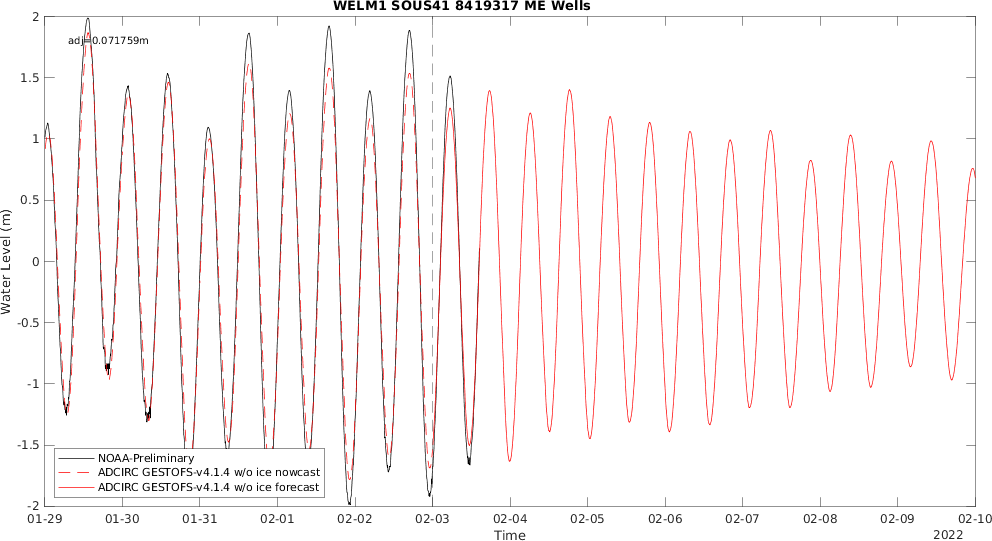 WELM1 SOUS41 8419317 ME Wells
adj=0.071759m
Water Level (m)
2
1.5
1
0.5
0
-0.5
-1
-1.5
-2
NOAA-Preliminary
ADCIRC GESTOFS-v4.1.4 w/o ice nowcast
ADCIRC GESTOFS-v4.1.4 w/o ice forecast
01-29 01-30 01-31 02-01 02-02 02-03 02-04 02-05 02-06 02-07 02-08 02-09 02-10
Time
2022